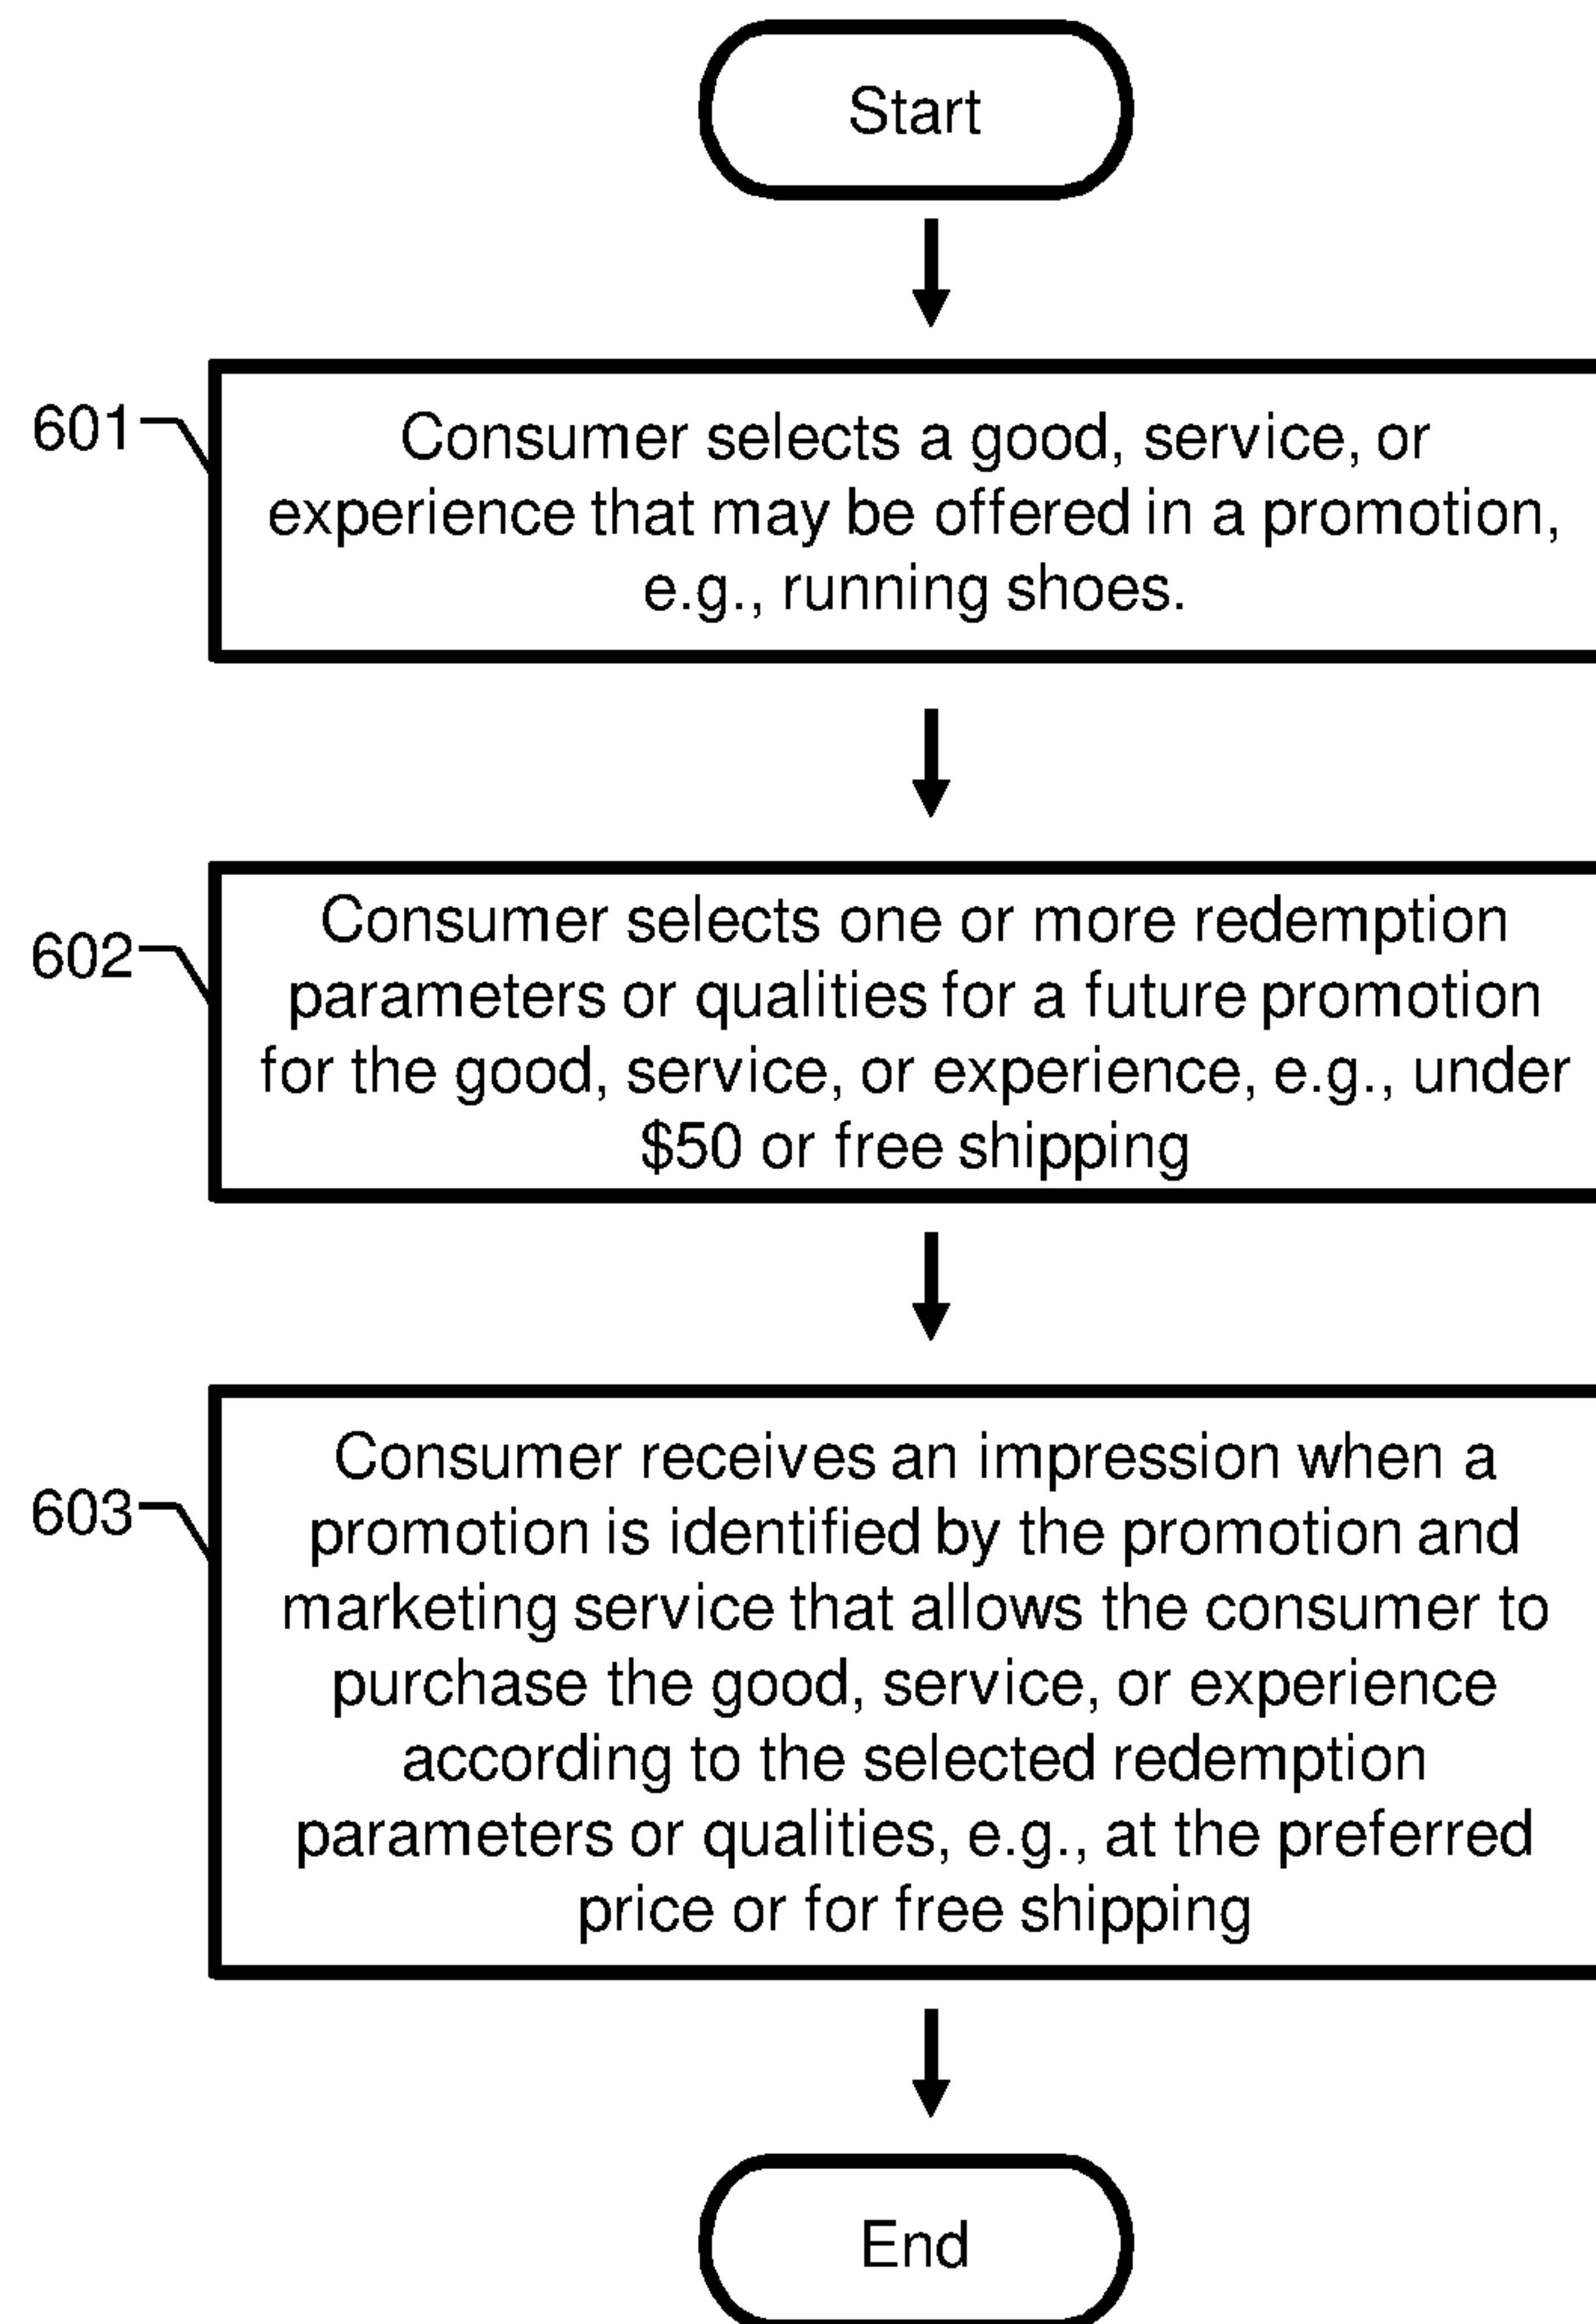 Start
601
Consumer selects a good, service, or
experience that may be offered in a promotion,
e.g., running shoes.
602
Consumer selects one or more redemption
parameters or qualities for a future promotion
for the good, service, or experience, e.g., under
$50 or free shipping
603
Consumer receives an impression when a
promotion is identified by the promotion and
marketing service that allows the consumer to
purchase the good, service, or experience
according to the selected redemption
parameters or qualities, e.g., at the preferred
price or for free shipping
End